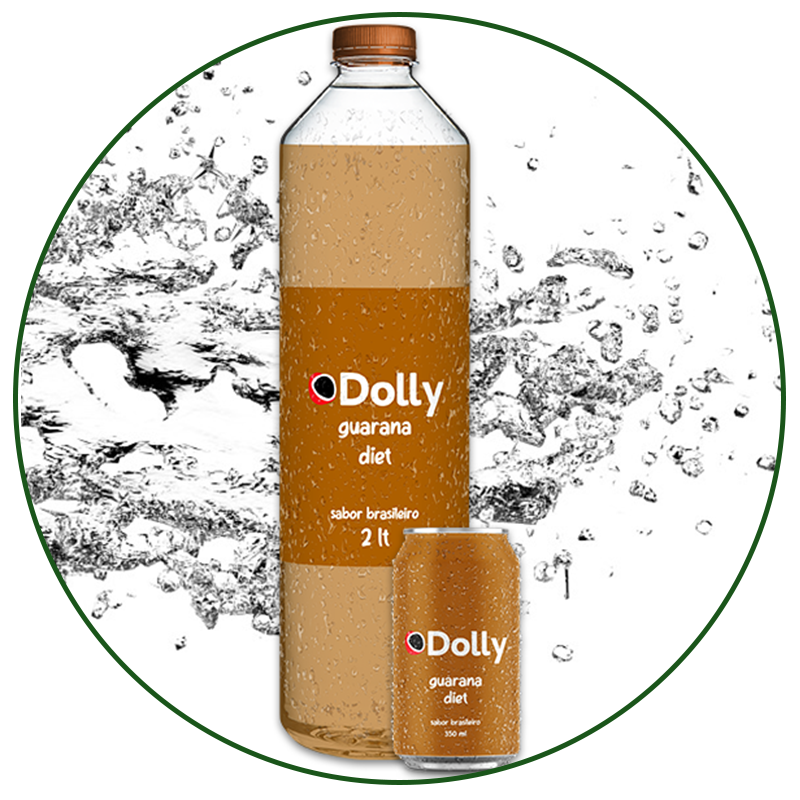 Dolly
guarana
diet
sabor brasileiro
2 lt
Dolly
guarana
diet
sabor brasileiro
350 ml